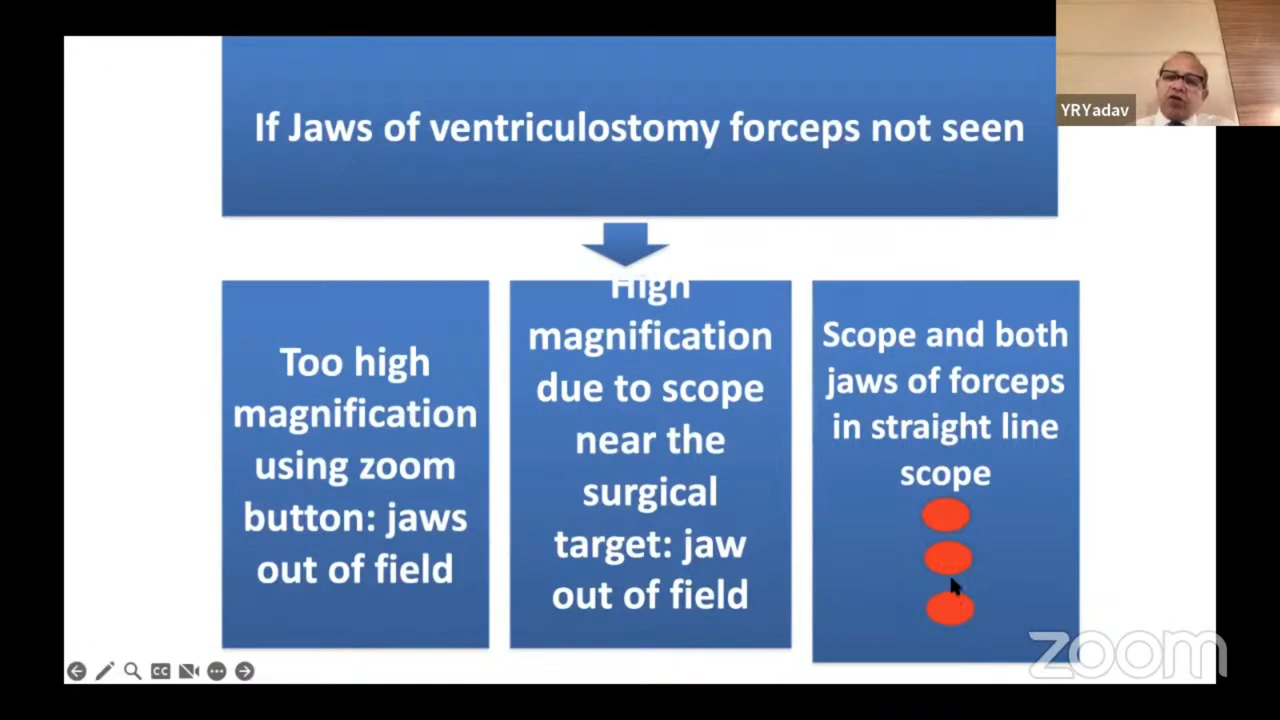 YRYadav
If Jaws of ventriculostomy forceps not seen
Too high
magnification
using zoom
button: jaws
out of field
High
magnification
due to scope
near the
surgical
target: jaw
out of field
Scope and both
jaws of forceps
in straight line
scope
CC
zoom